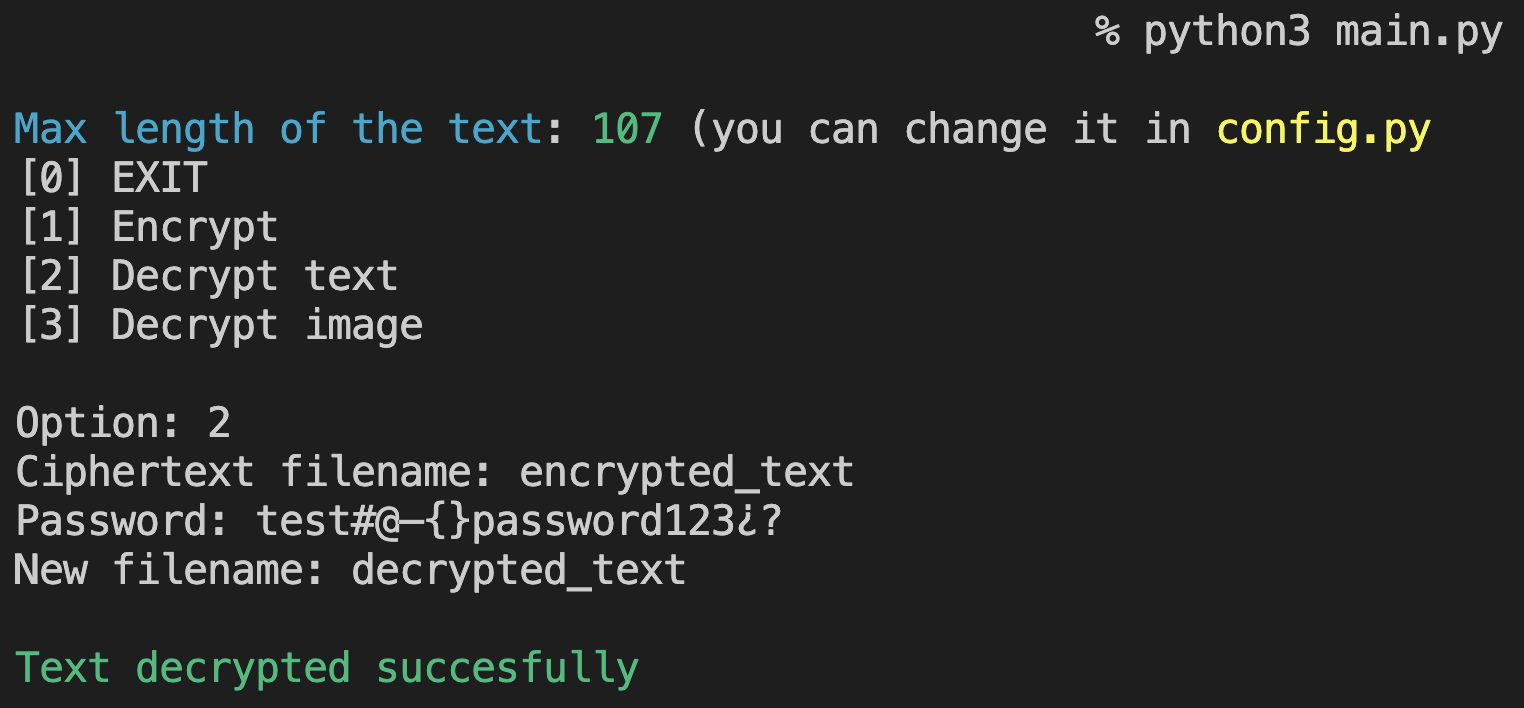 % python3 main.py
Max length of the text: 107 (you can change it in config.py
[0] EXIT
[1] Encrypt
[2] Decrypt text
[3] Decrypt image
Option: 2
Ciphertext filename: encrypted_text
Password: test#@–{}password123¿?
New filename: decrypted_text
Text decrypted succesfully